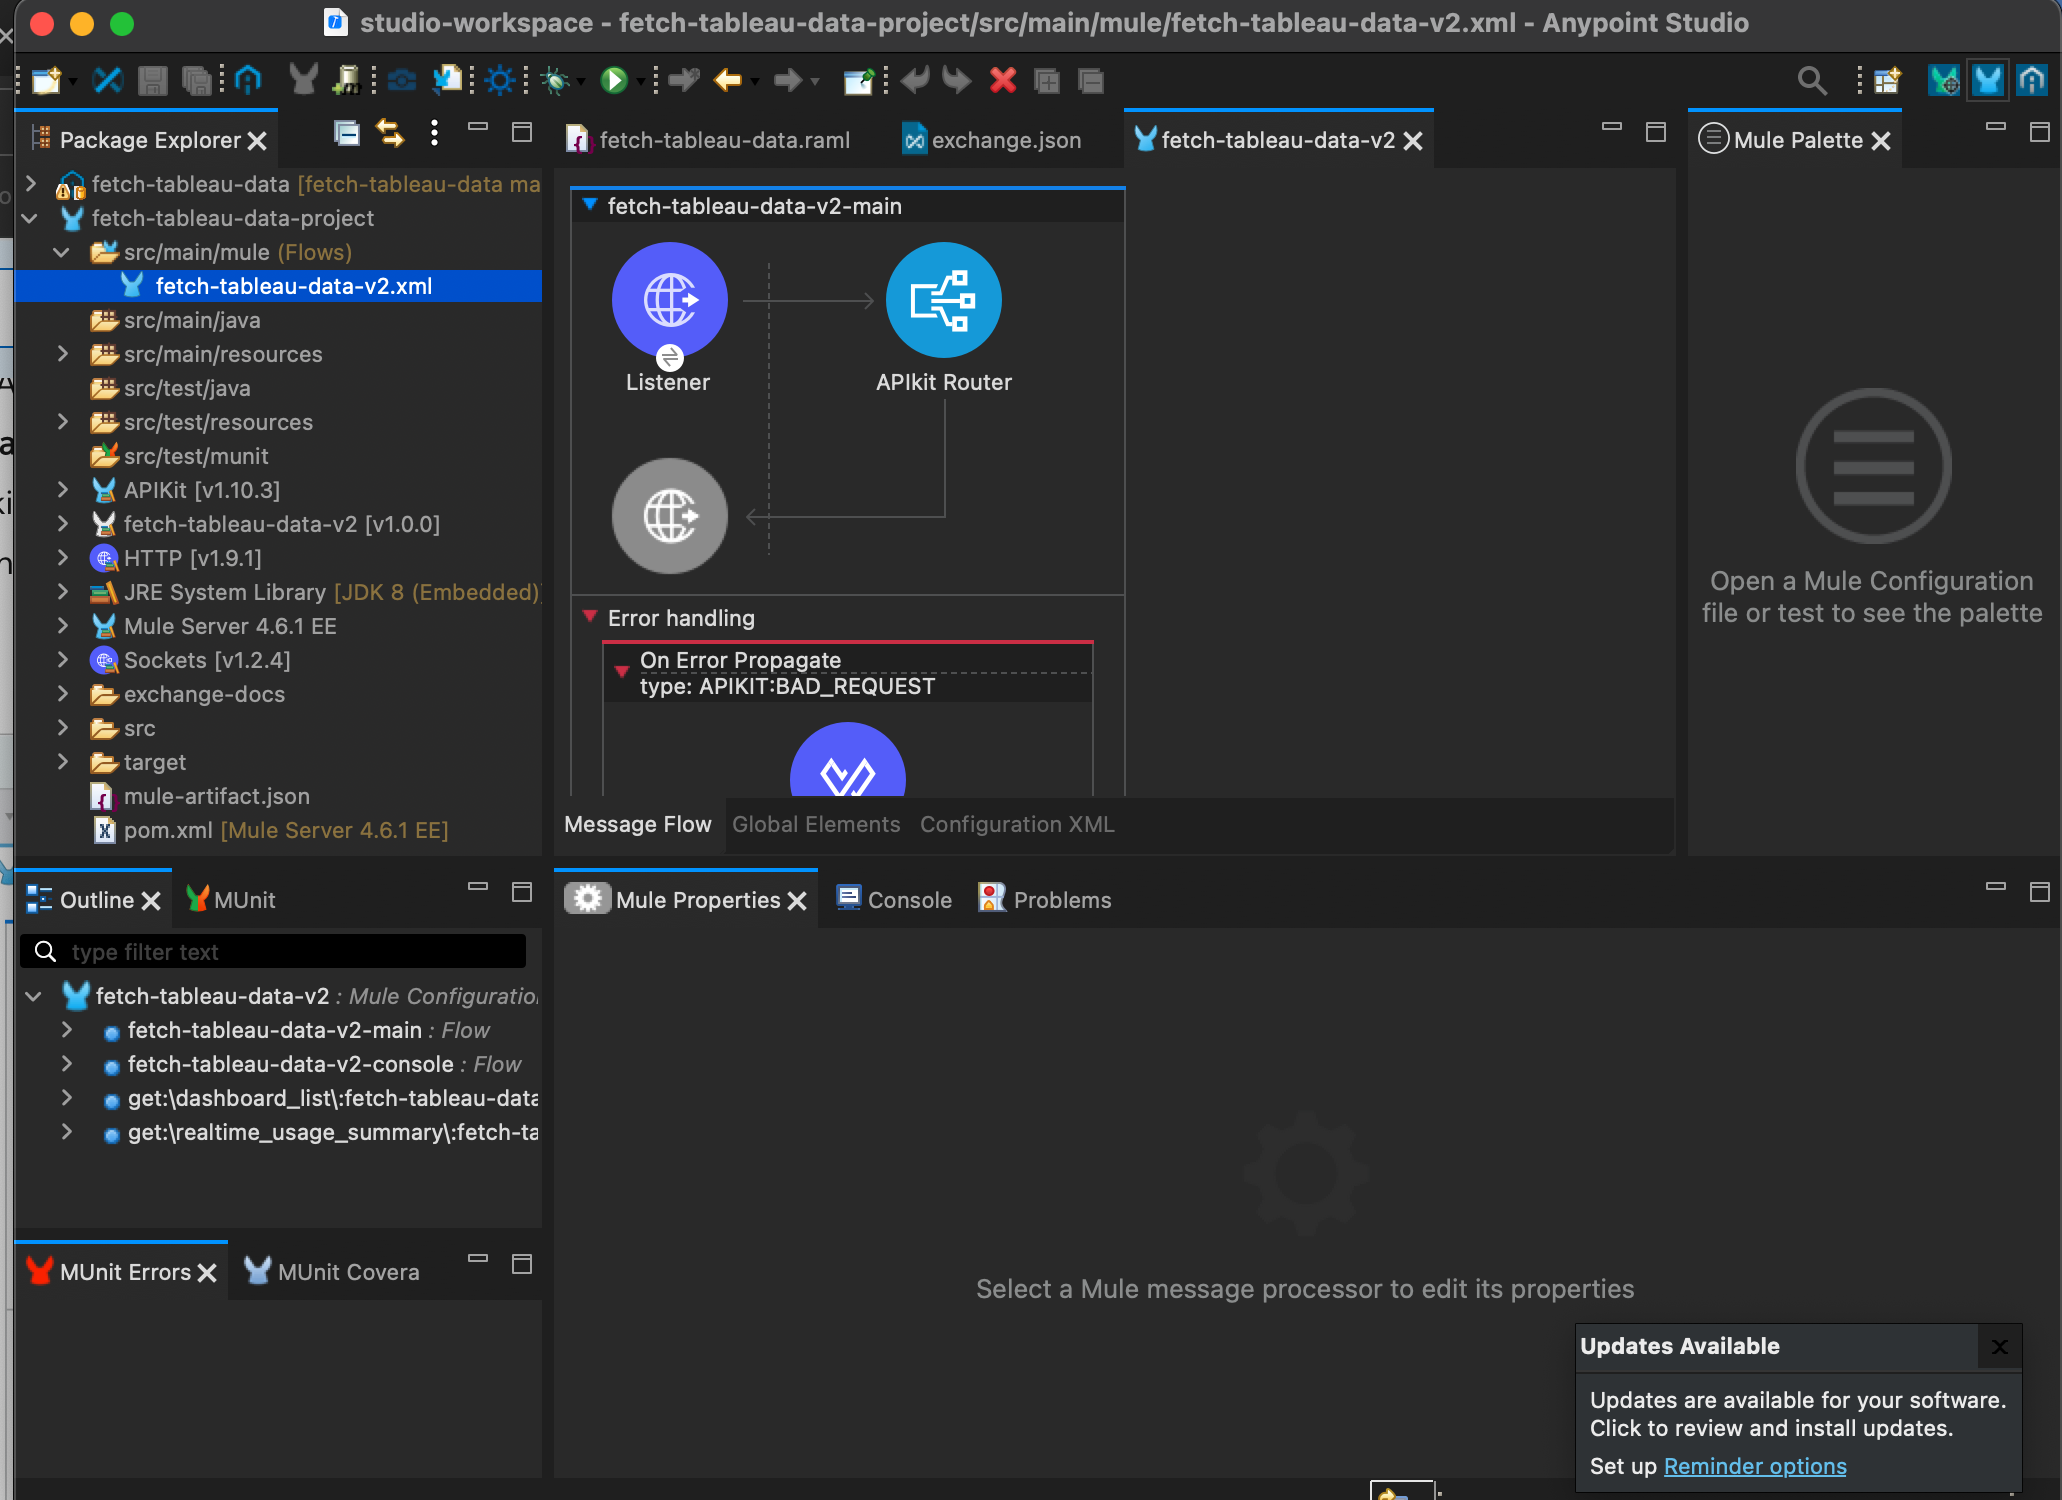 studio-workspace - fetch-tableau-data-project/src/main/mule/fetch-tableau-data-v2.xml - Anypoint Studio
Package Explorer
fetch-tableau-data [fetch-tableau-data ma
fetch-tableau-data-project
src/main/mule (Flows)
fetch-tableau-data-v2.xml
src/main/java
src/main/resources
src/test/java
src/test/resources
src/test/munit
APIKit [v1.10.3]
fetch-tableau-data-v2 [v1.0.0]
HTTP [v1.9.1]
JRE System Library [JDK 8 (Embedded)]
Mule Server 4.6.1 EE
Sockets [v1.2.4]
exchange-docs
src
target
mule-artifact.json
pom.xml [Mule Server 4.6.1 EE]
fetch-tableau-data.raml
exchange.json
fetch-tableau-data-v2
fetch-tableau-data-v2-main
Listener
APIkit Router
Error handling
On Error Propagate
type: APIKIT:BAD_REQUEST
Message Flow
Global Elements
Configuration XML
Mule Palette
Open a Mule Configuration
file or test to see the palette
Outline
MUnit
type filter text
fetch-tableau-data-v2 : Mule Configuratio
fetch-tableau-data-v2-main : Flow
fetch-tableau-data-v2-console : Flow
get:\dashboard_list\:fetch-tableau-data
get:\realtime_usage_summary\:fetch-ta
MUnit Errors
MUnit Covera
Mule Properties
Console
Problems
Select a Mule message processor to edit its properties
Updates Available
Updates are available for your software.
Click to review and install updates.
Set up Reminder options